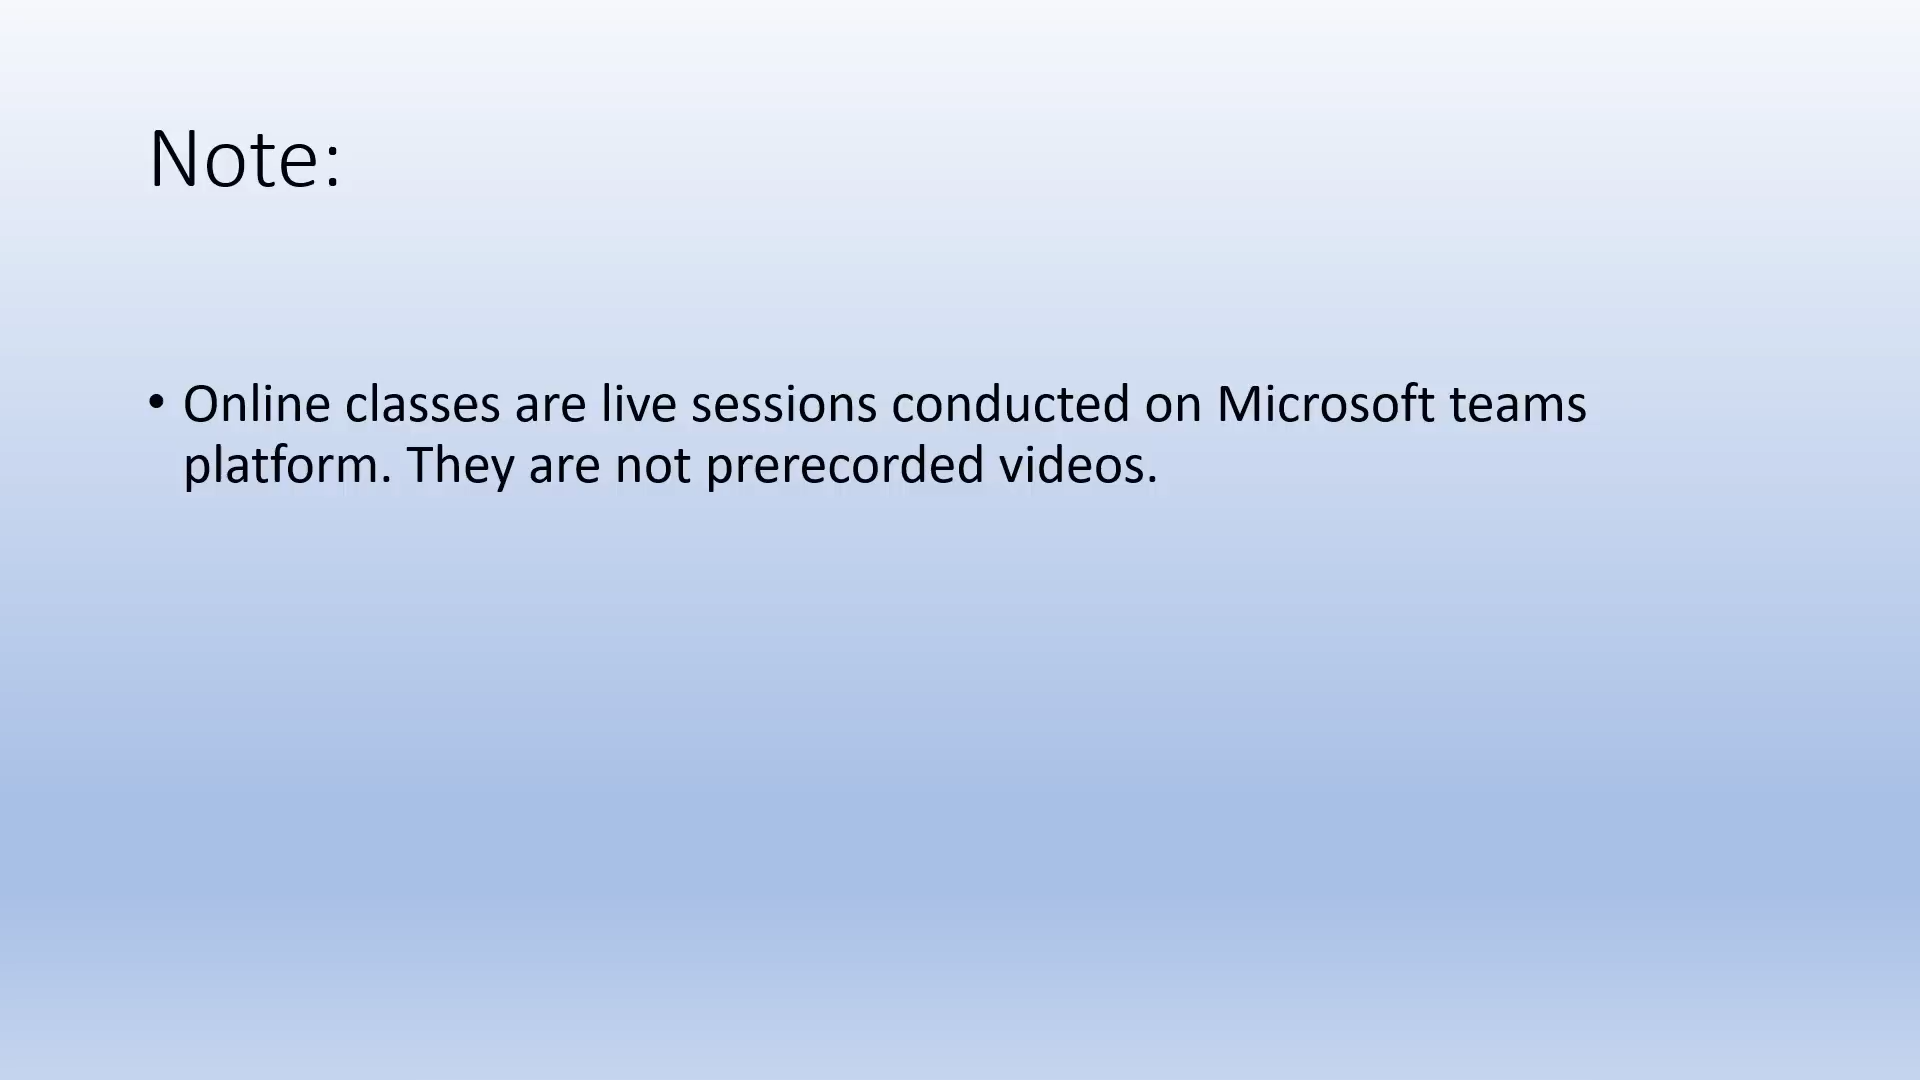 Note:
• Online classes are live sessions conducted on Microsoft teams
platform. They are not prerecorded videos.